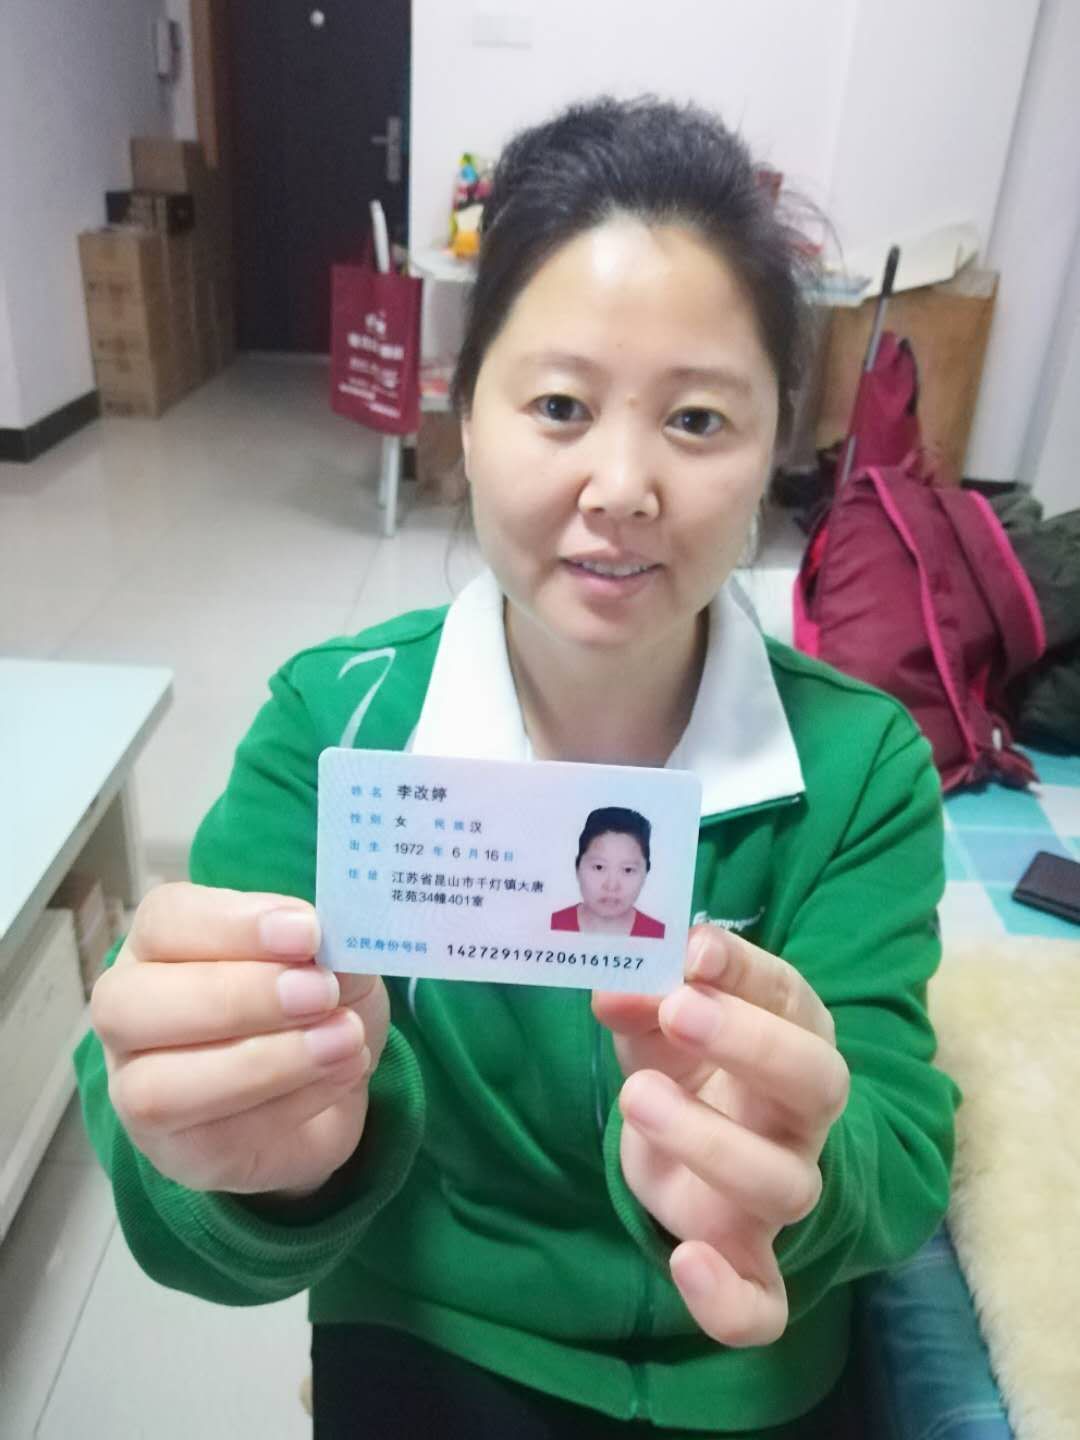 姓名 李改婷
性别 女 民族 汉
出生 1972 年 6 月 16 日
住址 江苏省昆山市千灯镇大唐
花苑34幢401室
公民身份号码 142729197206161527